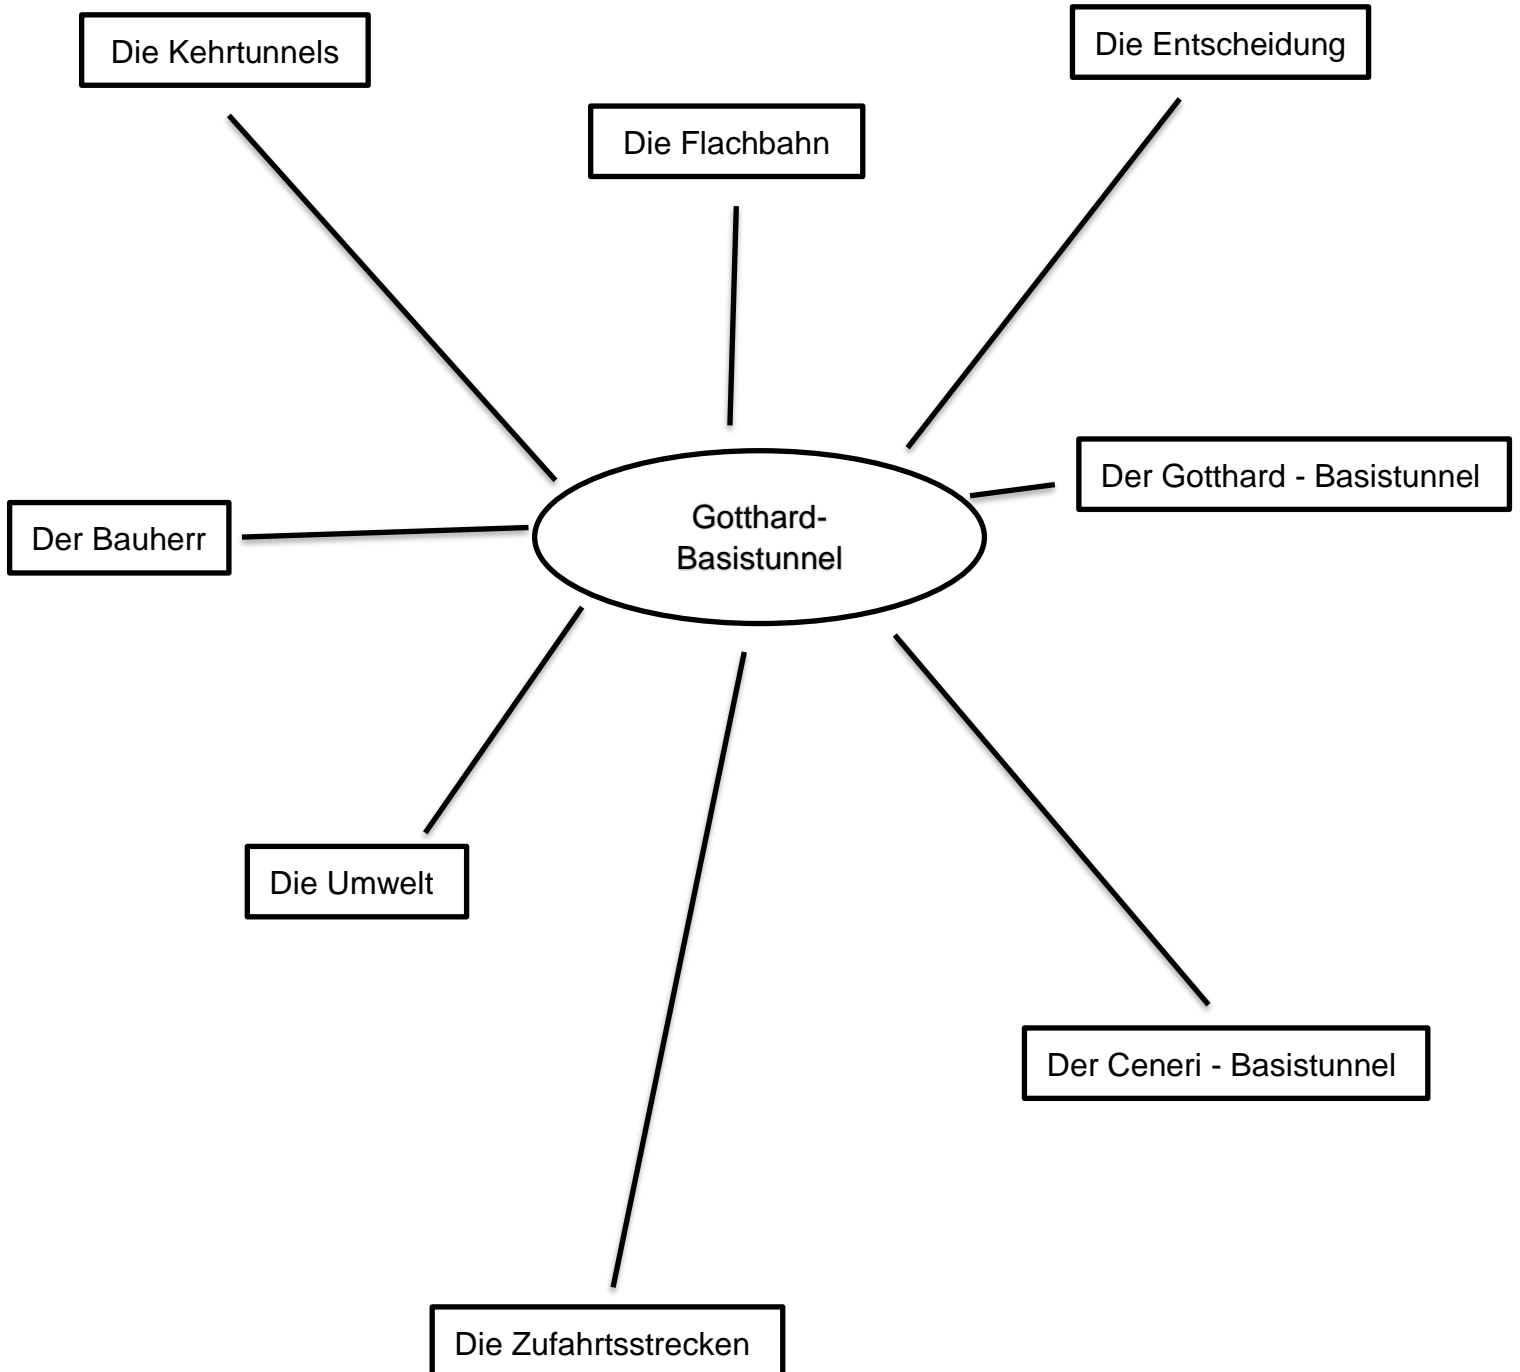 Die Kehrtunnels
Die Entscheidung
Die Flachbahn
Der Gotthard - Basistunnel
Gotthard-
Basistunnel
Der Bauherr
Die Umwelt
Der Ceneri - Basistunnel
Die Zufahrtsstrecken